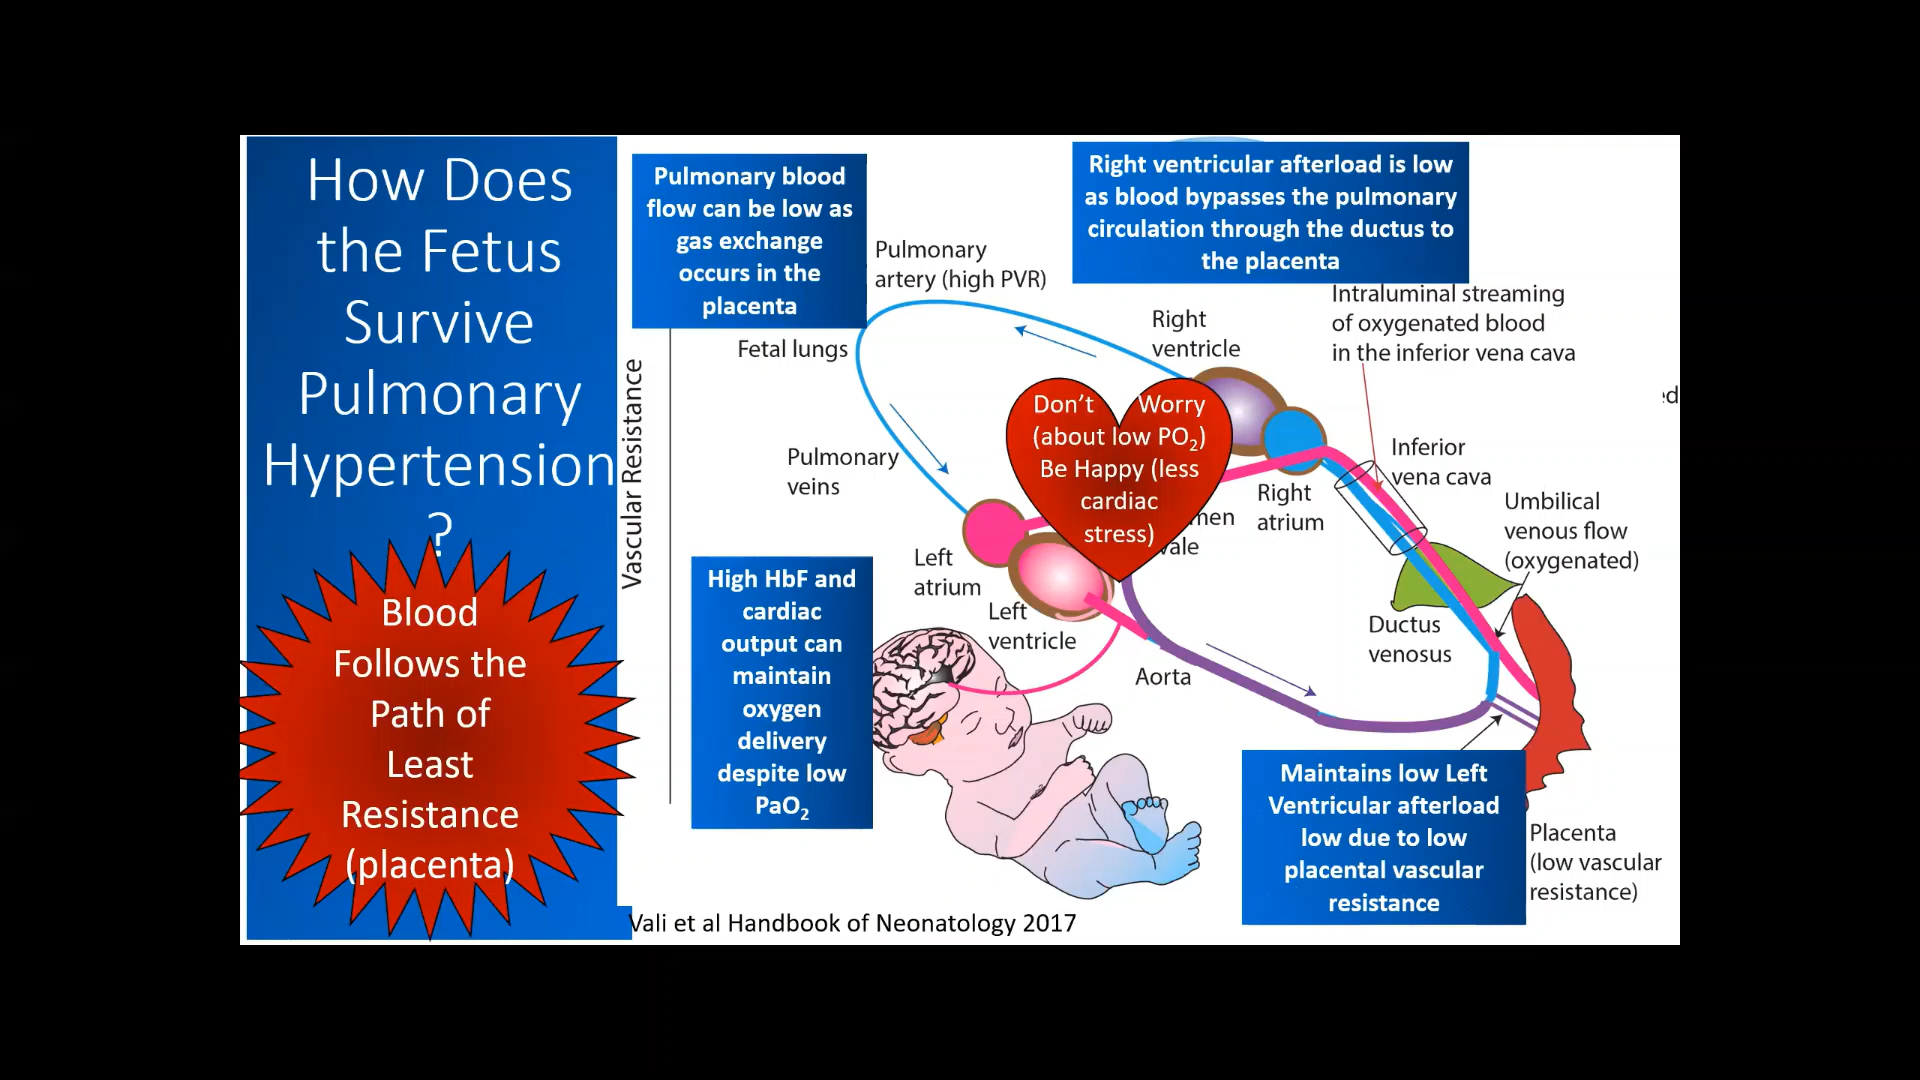 How Does
the Fetus
Survive
Pulmonary
Hypertension
?
Blood
Follows the
Path of
Least
Resistance
(placenta)
Pulmonary blood
flow can be low as
gas exchange
occurs in the
placenta
Right ventricular afterload is low
as blood bypasses the pulmonary
circulation through the ductus to
the placenta
Pulmonary
artery (high PVR)
Intraluminal streaming
of oxygenated blood
in the inferior vena cava
Right
ventricle
Fetal lungs
Vascular Resistance
ed
Don't Worry
(about low PO₂)
Be Happy (less
cardiac
stress)
Inferior
vena cava
Pulmonary
veins
Right
atrium
Umbilical
venous flow
(oxygenated)
men
vale
Left
atrium
Left
ventricle
High HbF and
cardiac
output can
maintain
oxygen
delivery
despite low
PaO₂
Ductus
venosus
Aorta
Maintains low Left
Ventricular afterload
low due to low
placental vascular
resistance
Placenta
(low vascular
resistance)
Vali et al Handbook of Neonatology 2017